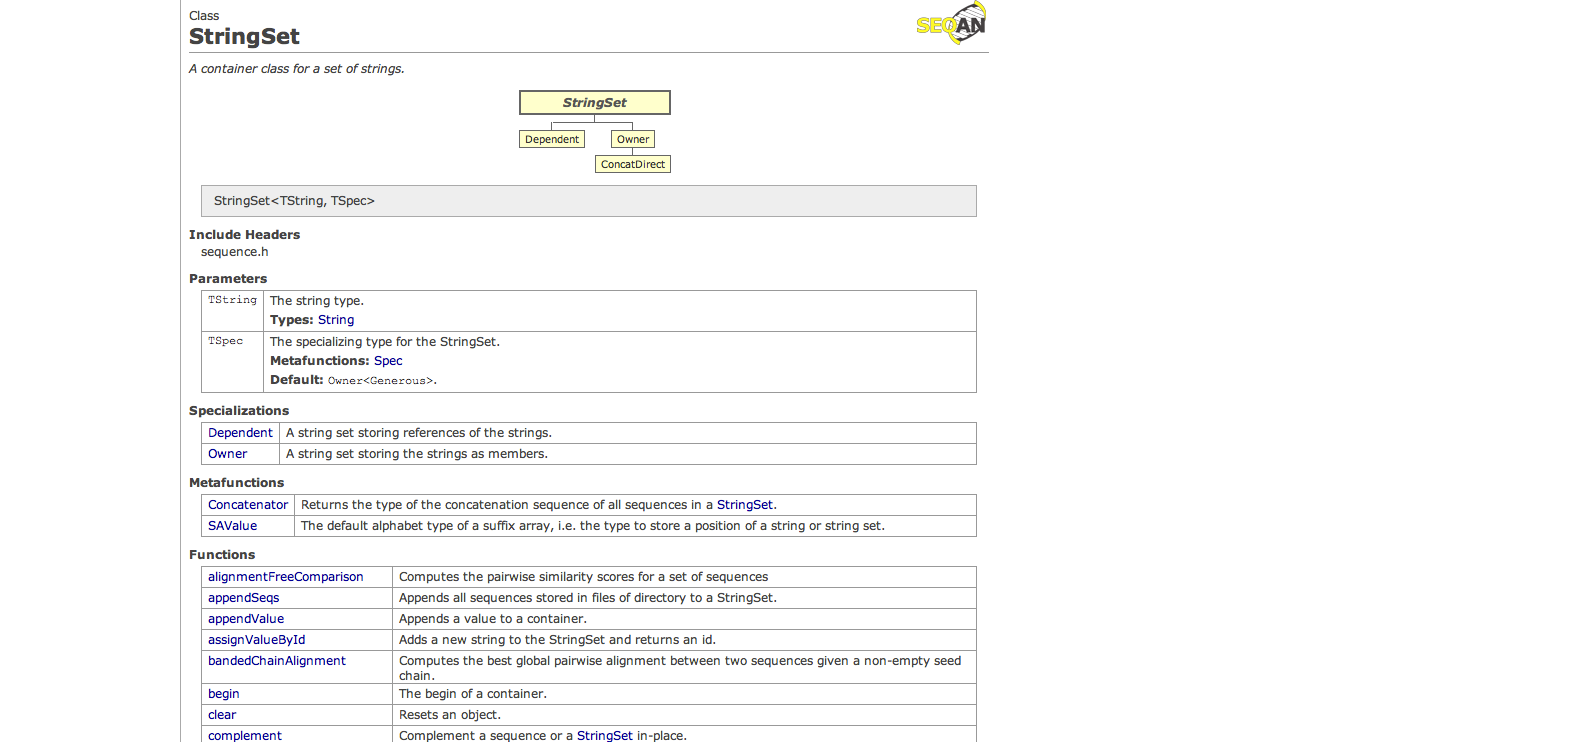 Class
StringSet
SEQAN
A container class for a set of strings.
StringSet
Dependent Owner
ConcatDirect
StringSet<TString, TSpec>
Include Headers
sequence.h
Parameters
TString The string type.
Types: String
TSpec The specializing type for the StringSet.
Metafunctions: Spec
Default: Owner<Generous>.
Specializations
Dependent A string set storing references of the strings.
Owner A string set storing the strings as members.
Metafunctions
Concatenator Returns the type of the concatenation sequence of all sequences in a StringSet.
SAValue The default alphabet type of a suffix array, i.e. the type to store a position of a string or string set.
Functions
alignmentFreeComparison Computes the pairwise similarity scores for a set of sequences
appendSeqs Appends all sequences stored in files of directory to a StringSet.
appendValue Appends a value to a container.
assignValueById Adds a new string to the StringSet and returns an id.
bandedChainAlignment Computes the best global pairwise alignment between two sequences given a non-empty seed
chain.
begin The begin of a container.
clear Resets an object.
complement Complement a sequence or a StringSet in-place.